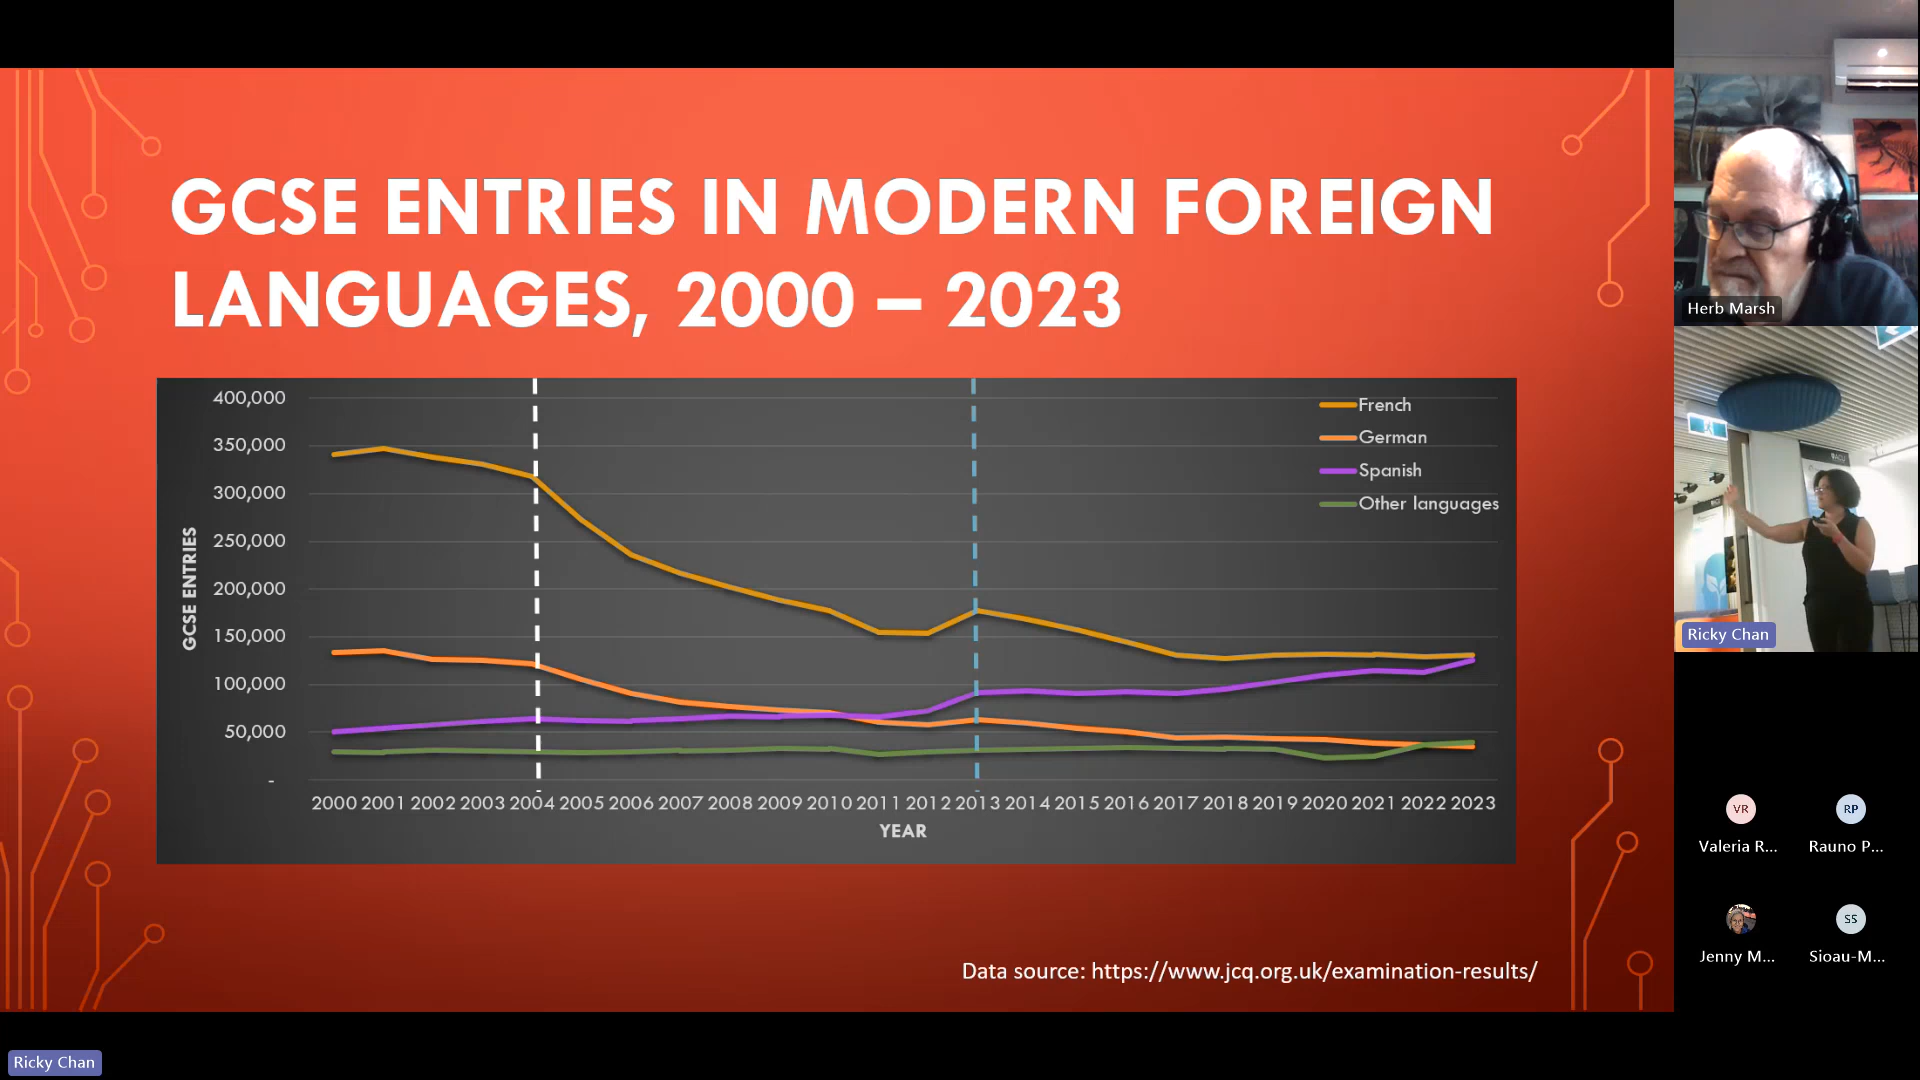 GCSE ENTRIES IN MODERN FOREIGN
LANGUAGES, 2000 – 2023
400,000
350,000
300,000
250,000
200,000
150,000
100,000
50,000
-
GCSE ENTRIES
French
German
Spanish
Other languages
2000 2001 2002 2003 2004 2005 2006 2007 2008 2009 2010 2011 2012 2013 2014 2015 2016 2017 2018 2019 2020 2021 2022 2023
YEAR
Data source: https://www.jcq.org.uk/examination-results/
Ricky Chan
Herb Marsh
ACU
Ricky Chan
VR
Valeria R...
RP
Rauno P...
Jenny M...
SS
Sioau-M...